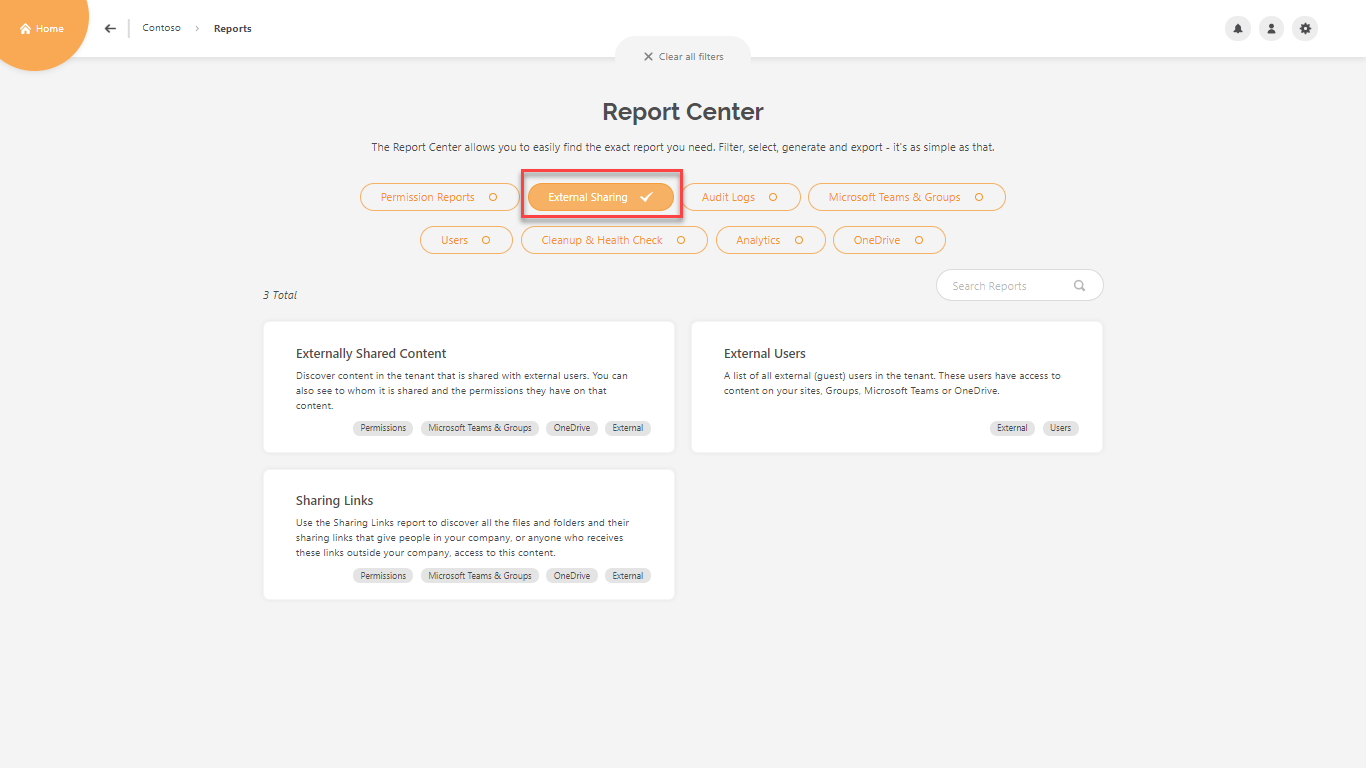 Home
Contoso
Reports
Clear all filters
Report Center
The Report Center allows you to easily find the exact report you need. Filter, select, generate and export - it's as simple as that.
Permission Reports
External Sharing
Audit Logs
Microsoft Teams & Groups
Users
Cleanup & Health Check
Analytics
OneDrive
3 Total
Search Reports
Externally Shared Content
Discover content in the tenant that is shared with external users. You can
also see to whom it is shared and the permissions they have on that
content.
Permissions
Microsoft Teams & Groups
OneDrive
External
External Users
A list of all external (guest) users in the tenant. These users have access to
content on your sites, Groups, Microsoft Teams or OneDrive.
External
Users
Sharing Links
Use the Sharing Links report to discover all the files and folders and their
sharing links that give people in your company, or anyone who receives
these links outside your company, access to this content.
Permissions
Microsoft Teams & Groups
OneDrive
External